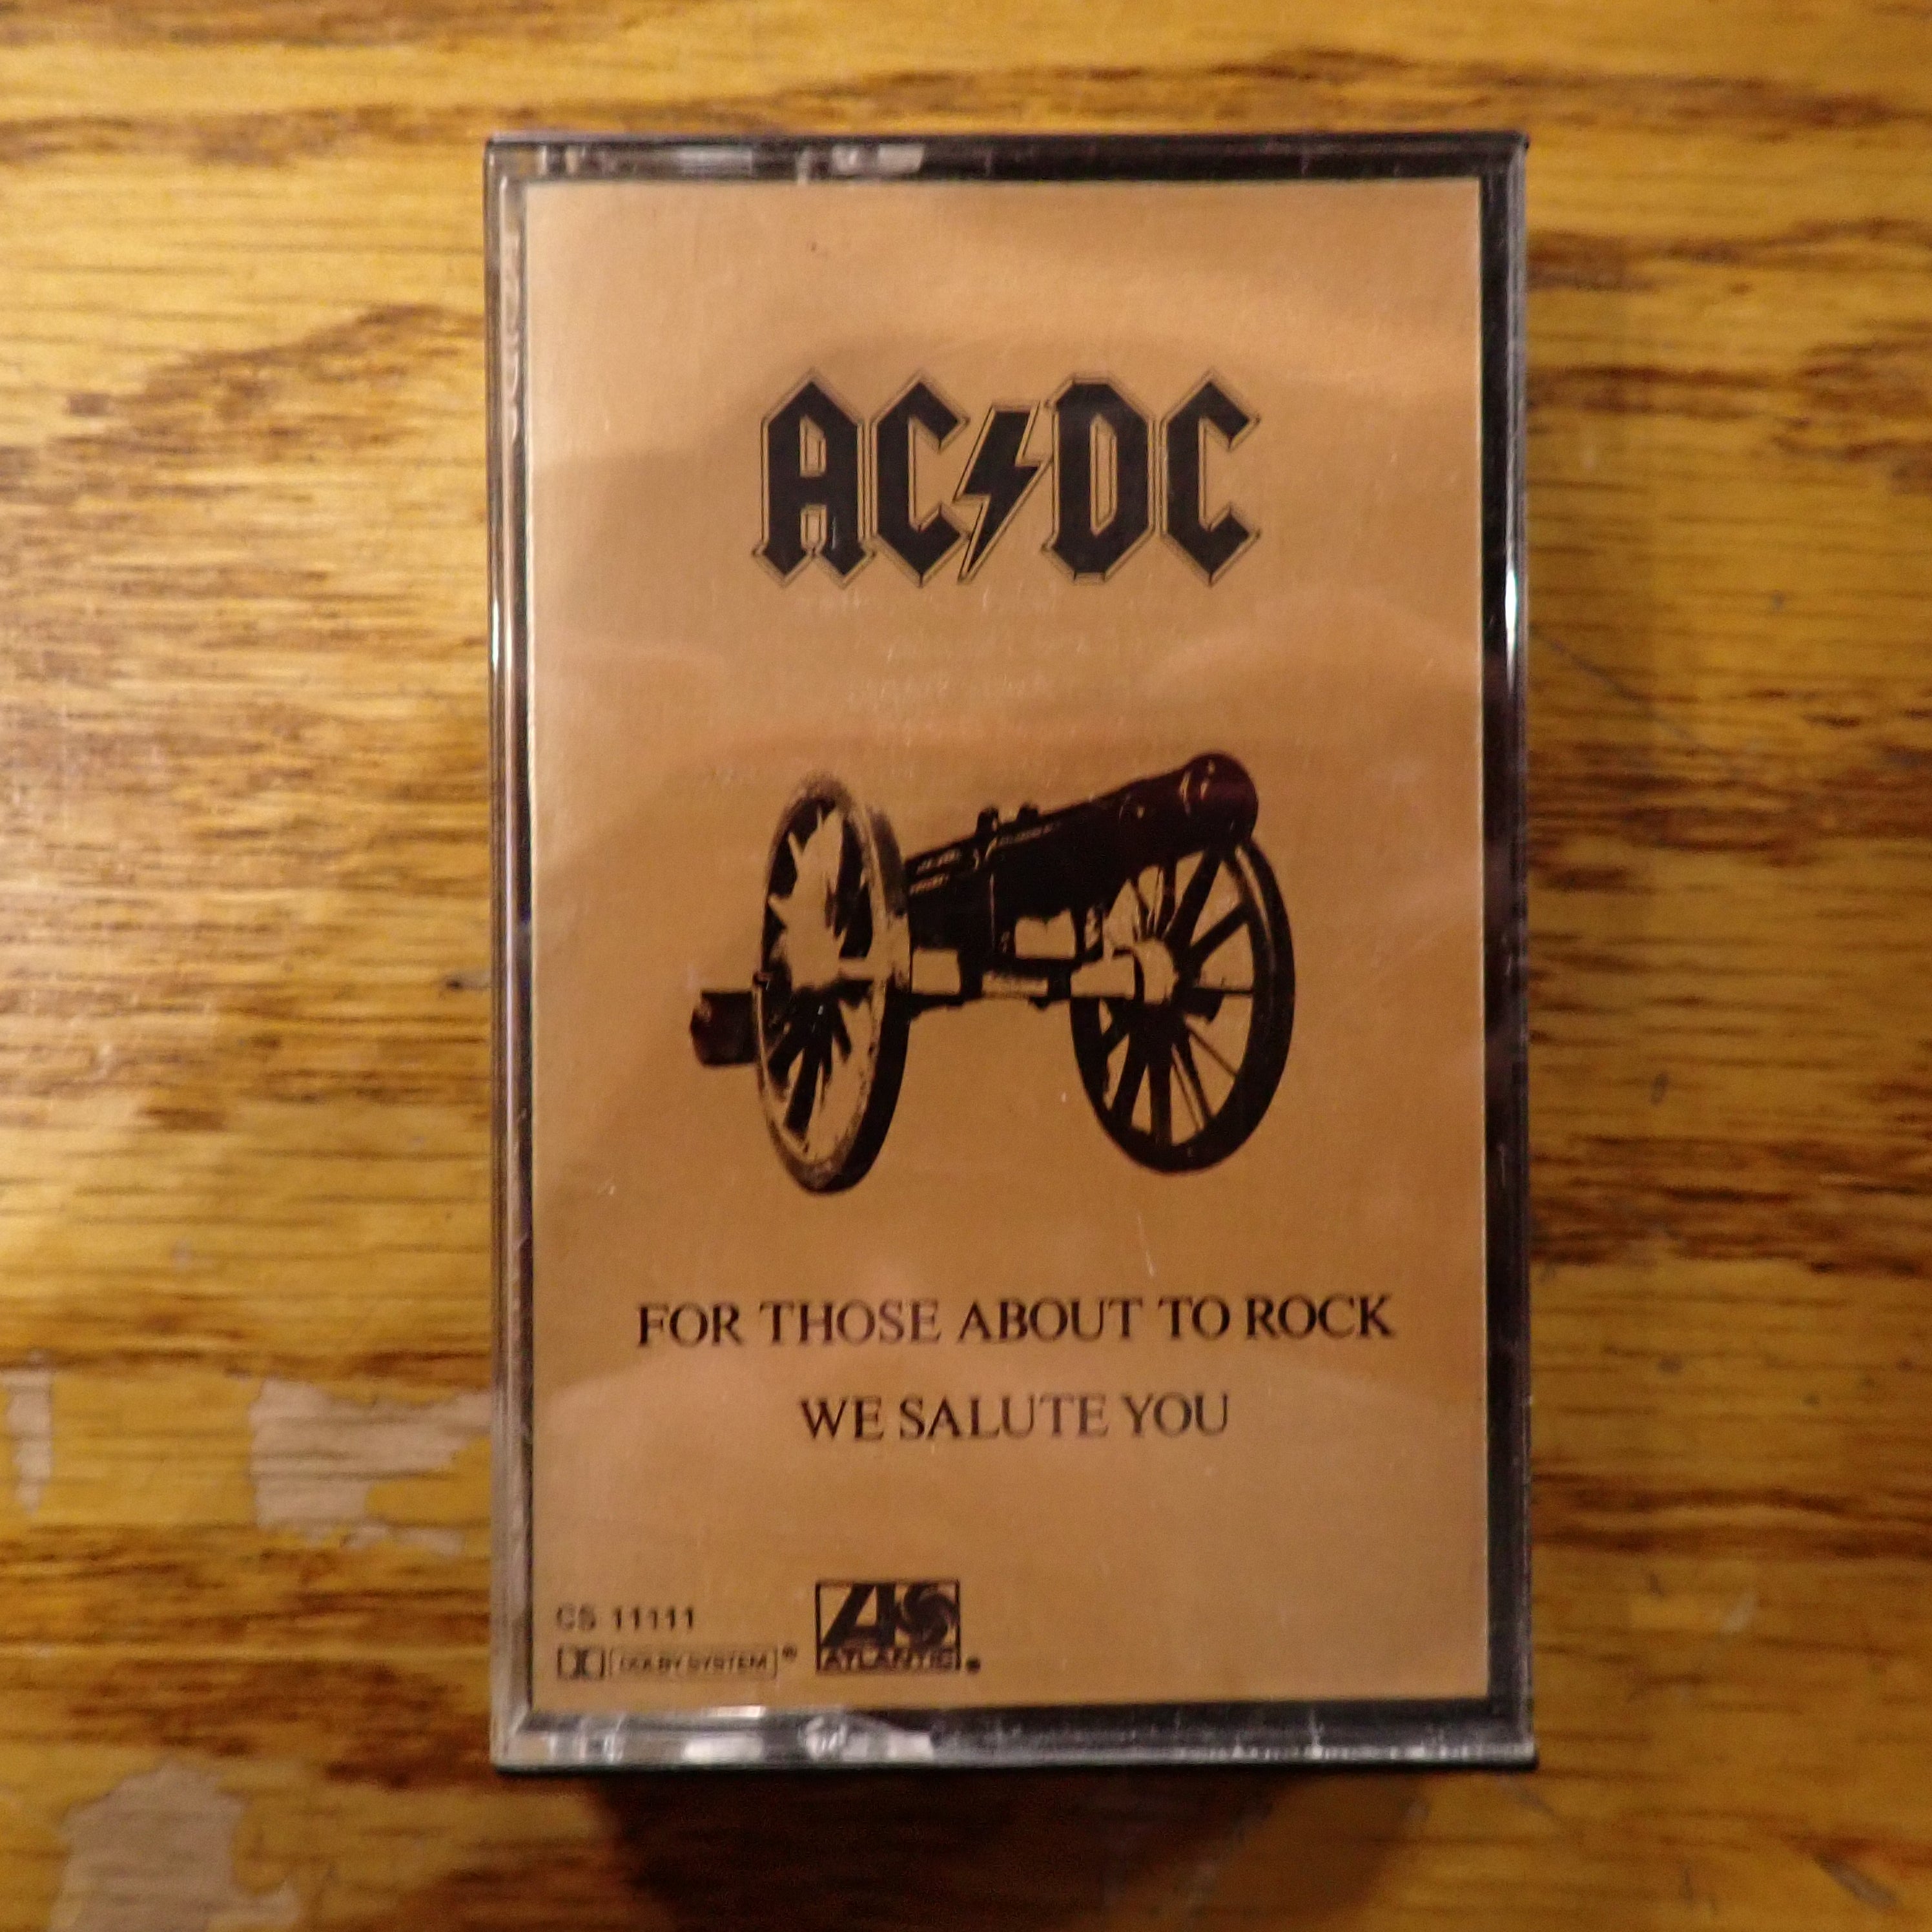 AC⚡DC
FOR THOSE ABOUT TO ROCK
WE SALUTE YOU
CS 11111
DOLBY SYSTEM®
ATLANTIC